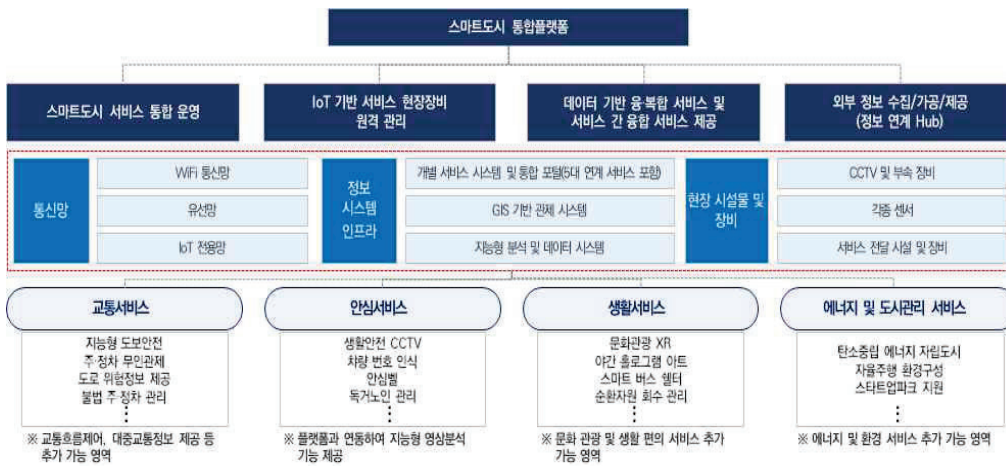 스마트도시 통합플랫폼
스마트도시 서비스 통합 운영
IoT 기반 서비스 현장장비
원격 관리
데이터 기반 융·복합 서비스 및
서비스 간 융합 서비스 제공
외부 정보 수집/가공/제공
(정보 연계 Hub)
통신망
WiFi 통신망
유선망
IoT 전용망
정보
시스템
인프라
개별 서비스 시스템 및 통합 포털(5대 연계 서비스 포함)
GIS 기반 관제 시스템
지능형 분석 및 데이터 시스템
현장 시설물 및
장비
CCTV 및 부속 장비
각종 센서
서비스 전달 시설 및 장비
교통서비스
지능형 도보안전
주·정차 무인관제
도로 위험정보 제공
불법 주·정차 관리
※ 교통흐름제어, 대중교통정보 제공 등
추가 가능 영역
안심서비스
생활안전 CCTV
차량 번호 인식
안심벨
독거노인 관리
※ 플랫폼과 연동하여 지능형 영상분석
기능 제공
생활서비스
문화관광 XR
야간 홀로그램 아트
스마트 버스 쉘터
순환자원 회수 관리
※ 문화 관광 및 생활 편의 서비스 추가
가능 영역
에너지 및 도시관리 서비스
탄소중립 에너지 자립도시
자율주행 환경구성
스타트업파크 지원
※ 에너지 및 환경 서비스 추가 가능 영역